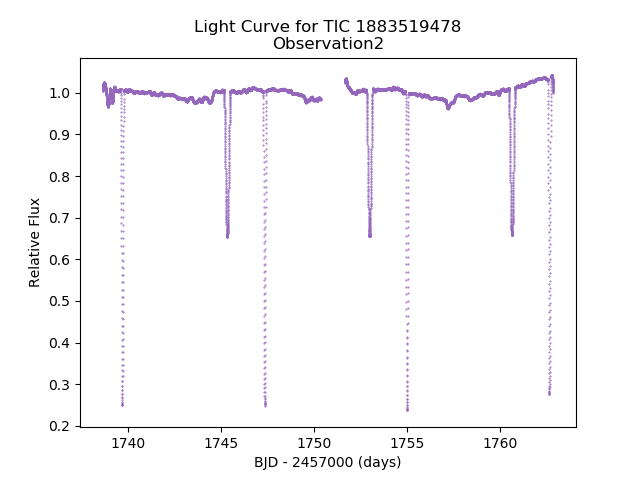 Light Curve for TIC 1883519478
Observation2
1.0
0.9
0.8
0.7
0.6
0.5
0.4
0.3
0.2
Relative Flux
1740 1745 1750 1755 1760
BJD - 2457000 (days)